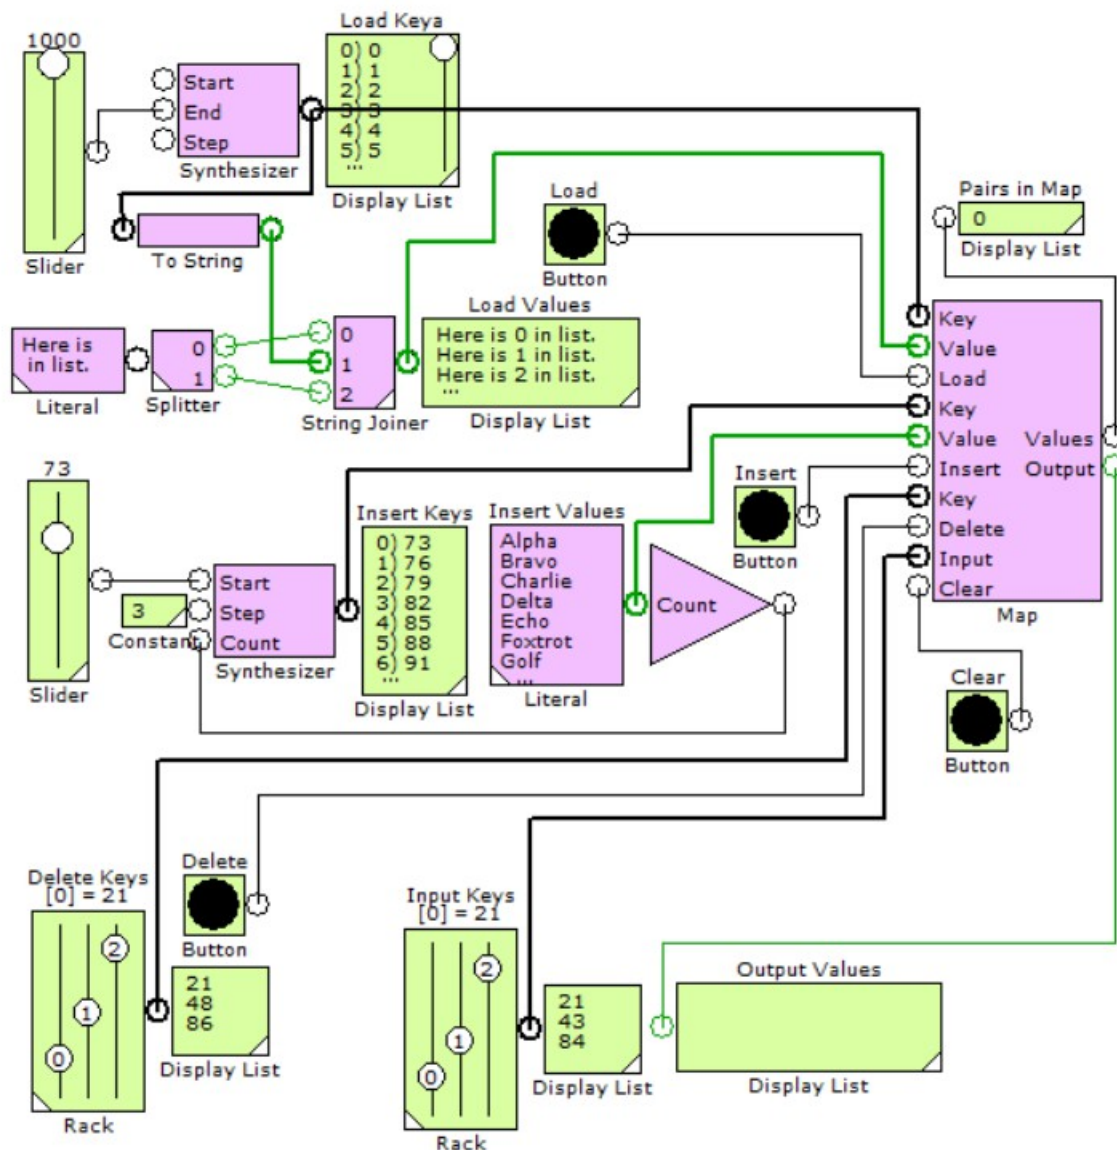 Load Keya
1000
0) 0
1) 1
2) 2
3) 3
4) 4
5) 5
...
Start
End
Step
Synthesizer
Display List
Slider
To String
Load
Button
Pairs in Map
0
Display List
Here is
in list.
Literal
0
1
Splitter
0
1
2
String Joiner
Load Values
Here is 0 in list.
Here is 1 in list.
Here is 2 in list.
...
Display List
Key
Value
Load
Key
Value
Insert
Key
Delete
Input
Clear
Values
Output
Map
73
Slider
Start
Step
Count
3
Constant
Synthesizer
Insert Keys
0) 73
1) 76
2) 79
3) 82
4) 85
5) 88
6) 91
...
Display List
Insert Values
Alpha
Bravo
Charlie
Delta
Echo
Foxtrot
Golf
...
Literal
Count
Insert
Button
Clear
Button
Delete Keys
[0] = 21
0
1
2
Rack
Delete
Button
21
48
86
Display List
Input Keys
[0] = 21
0
1
2
Rack
21
43
84
Display List
Output Values
Display List